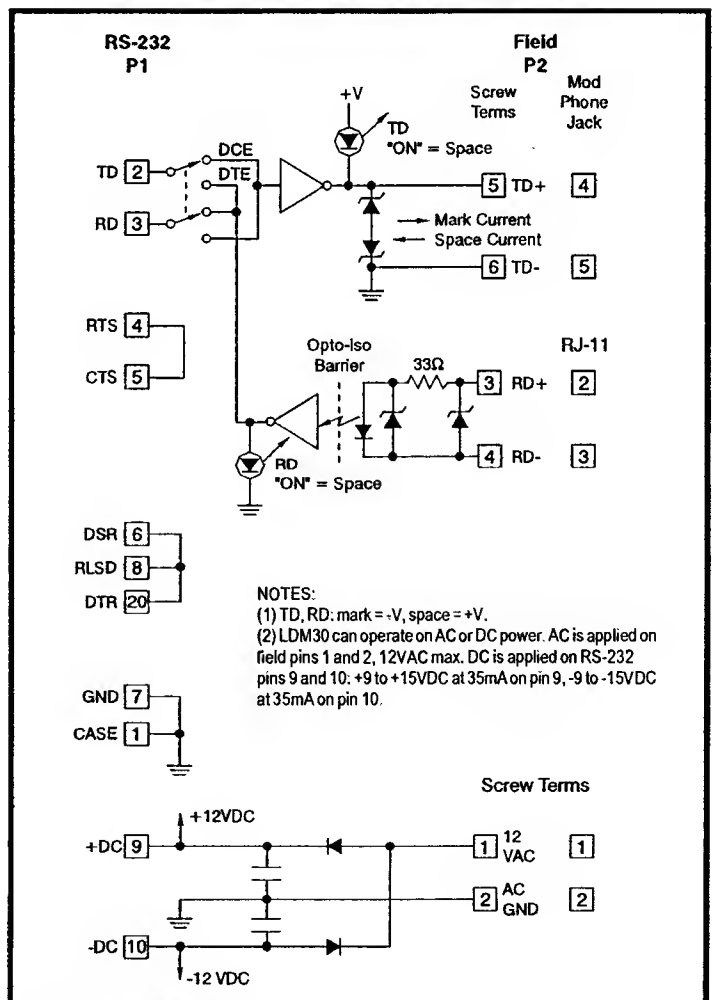 RS-232
P1
Field
P2
Screw
Terms
Mod
Phone
Jack
+V
TD
"ON" = Space
DCE
DTE
TD 2
RD 3
5 TD+ 4
Mark Current
Space Current
6 TD- 5
RTS 4
CTS 5
Opto-Iso
Barrier
33Ω
RJ-11
3 RD+ 2
4 RD- 3
RD
"ON" = Space
DSR 6
RLSD 8
DTR 20
NOTES:
(1) TD, RD: mark = -V, space = +V.
(2) LDM30 can operate on AC or DC power. AC is applied on
field pins 1 and 2, 12VAC max. DC is applied on RS-232
pins 9 and 10: +9 to +15VDC at 35mA on pin 9, -9 to -15VDC
at 35mA on pin 10.
GND 7
CASE 1
Screw Terms
+12VDC
+DC 9
1 12
VAC
1
2 AC
GND
2
-DC 10
-12 VDC